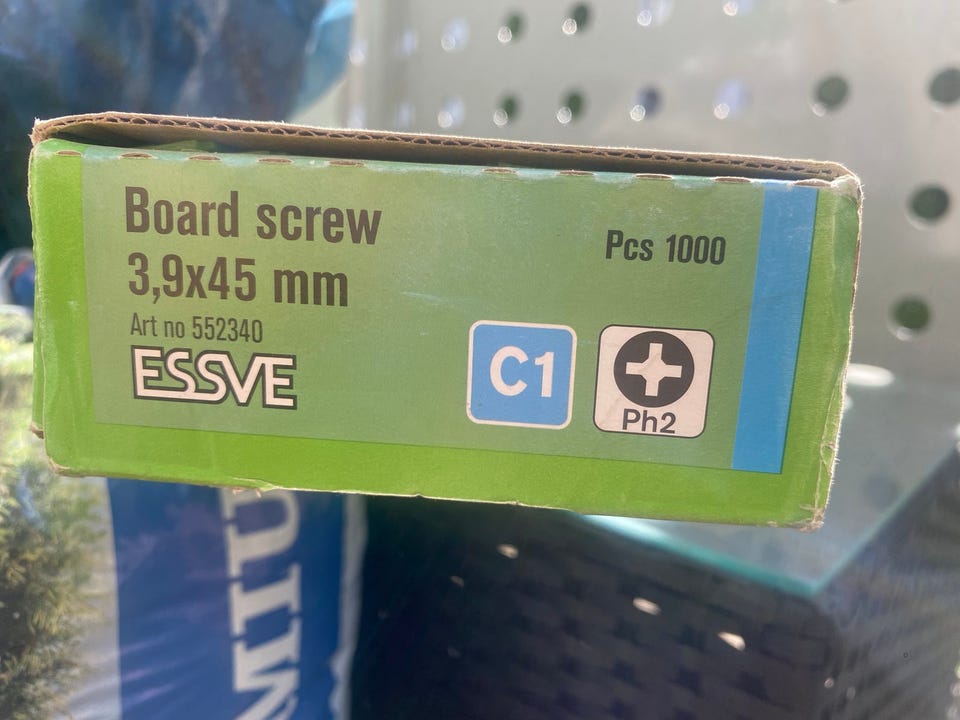 Board screw
3,9x45 mm
Art no 552340
ESSVE
Pcs 1000
C1
Ph2